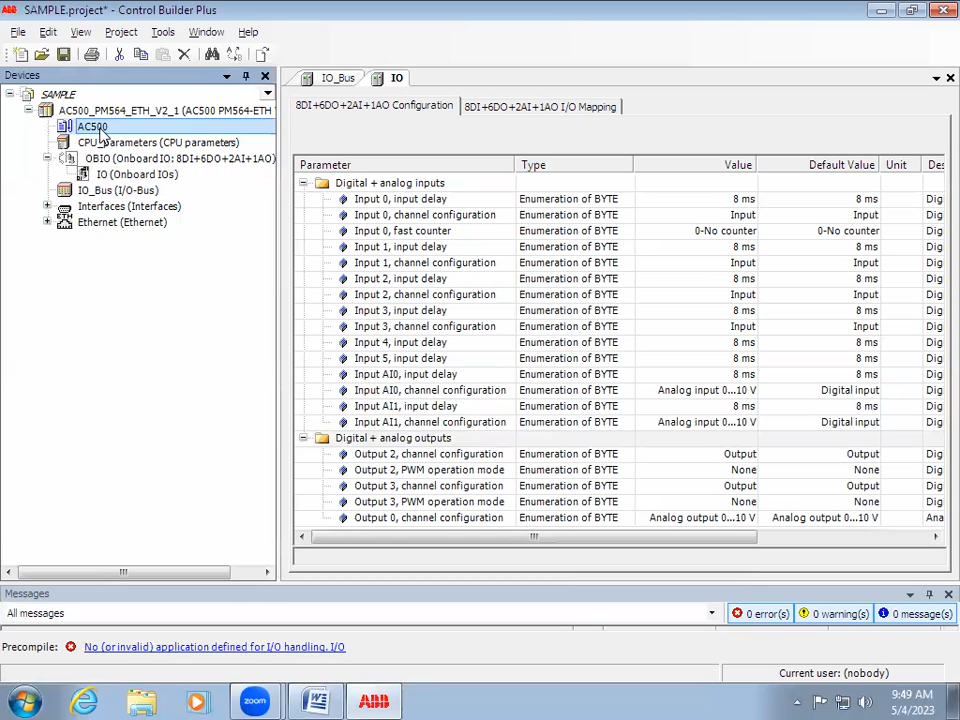 ABB SAMPLE.project* - Control Builder Plus
File Edit View Project Tools Window Help
Devices
SAMPLE
AC500_PM564_ETH_V2_1 (AC500 PM564-ETH
AC500
CPU parameters (CPU parameters)
OBIO (Onboard IO: 8DI+6DO+2AI+1AO)
IO (Onboard IOs)
IO_Bus (I/O-Bus)
Interfaces (Interfaces)
Ethernet (Ethernet)
IO_Bus IO
8DI+6DO+2AI+1AO Configuration 8DI+6DO+2AI+1AO I/O Mapping
Parameter Type Value Default Value Unit Des
Digital + analog inputs
Input 0, input delay Enumeration of BYTE 8 ms 8 ms Dig
Input 0, channel configuration Enumeration of BYTE Input Input Dig
Input 0, fast counter Enumeration of BYTE 0-No counter 0-No counter Dig
Input 1, input delay Enumeration of BYTE 8 ms 8 ms Dig
Input 1, channel configuration Enumeration of BYTE Input Input Dig
Input 2, input delay Enumeration of BYTE 8 ms 8 ms Dig
Input 2, channel configuration Enumeration of BYTE Input Input Dig
Input 3, input delay Enumeration of BYTE 8 ms 8 ms Dig
Input 3, channel configuration Enumeration of BYTE Input Input Dig
Input 4, input delay Enumeration of BYTE 8 ms 8 ms Dig
Input 5, input delay Enumeration of BYTE 8 ms 8 ms Dig
Input AI0, input delay Enumeration of BYTE 8 ms 8 ms Dig
Input AI0, channel configuration Enumeration of BYTE Analog input 0...10 V Digital input Dig
Input AI1, input delay Enumeration of BYTE 8 ms 8 ms Dig
Input AI1, channel configuration Enumeration of BYTE Analog input 0...10 V Digital input Dig
Digital + analog outputs
Output 2, channel configuration Enumeration of BYTE Output Output Dig
Output 2, PWM operation mode Enumeration of BYTE None None Dig
Output 3, channel configuration Enumeration of BYTE Output Output Dig
Output 3, PWM operation mode Enumeration of BYTE None None Dig
Output 0, channel configuration Enumeration of BYTE Analog output 0...10 V Analog output 0...10 V Ana
Messages
All messages 0 error(s) 0 warning(s) 0 message(s)
Precompile: No (or invalid) application defined for I/O handling. I/O
Current user: (nobody)
zoom W ABB 9:49 AM
5/4/2023